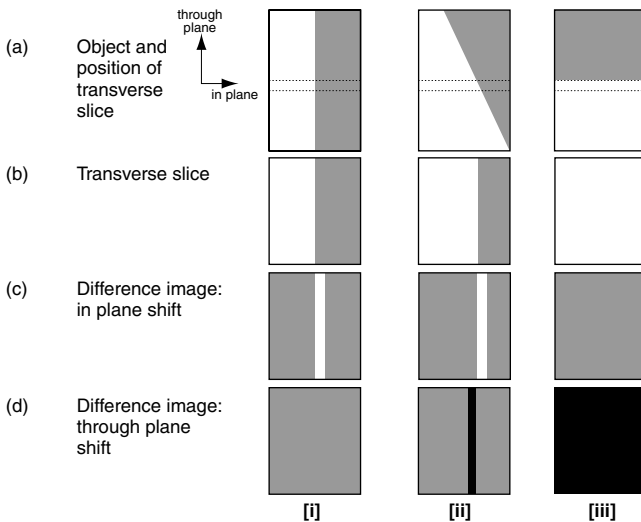 through
plane
(a) Object and
position of
transverse
slice
in plane
(b) Transverse slice
(c) Difference image:
in plane shift
(d) Difference image:
through plane
shift
[i] [ii] [iii]